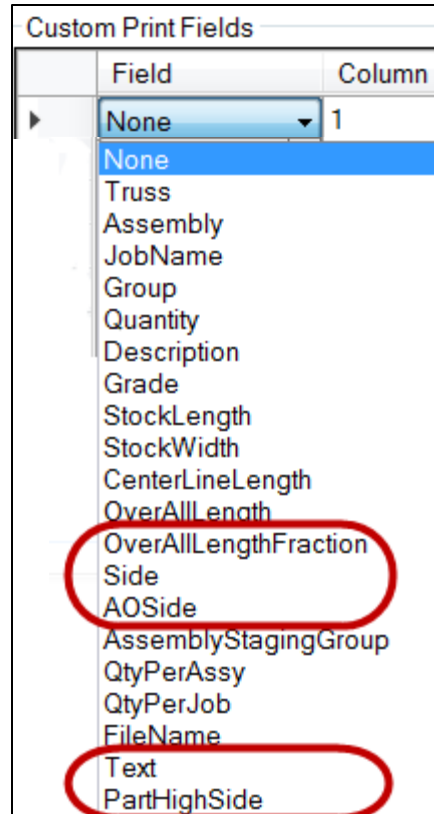 Custom Print Fields
Field Column
None 1
None
Truss
Assembly
JobName
Group
Quantity
Description
Grade
StockLength
StockWidth
CenterLineLength
OverAllLength
OverAllLengthFraction
Side
AOSide
AssemblyStagingGroup
QtyPerAssy
QtyPerJob
FileName
Text
PartHighSide